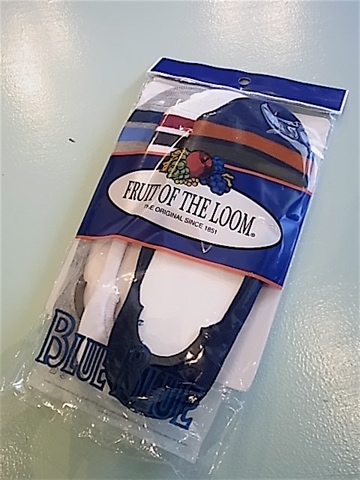 FRUIT OF THE LOOM®
THE ORIGINAL SINCE 1851
BLUE BLUE